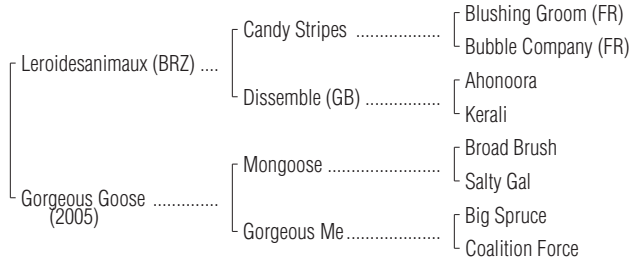 Blushing Groom (FR)
Candy Stripes ..................
Bubble Company (FR)
Leroidesanimaux (BRZ) ....
Ahonoora
Dissemble (GB) ................
Kerali
Broad Brush
Mongoose ........................
Salty Gal
Gorgeous Goose ..............
(2005)
Big Spruce
Gorgeous Me ....................
Coalition Force